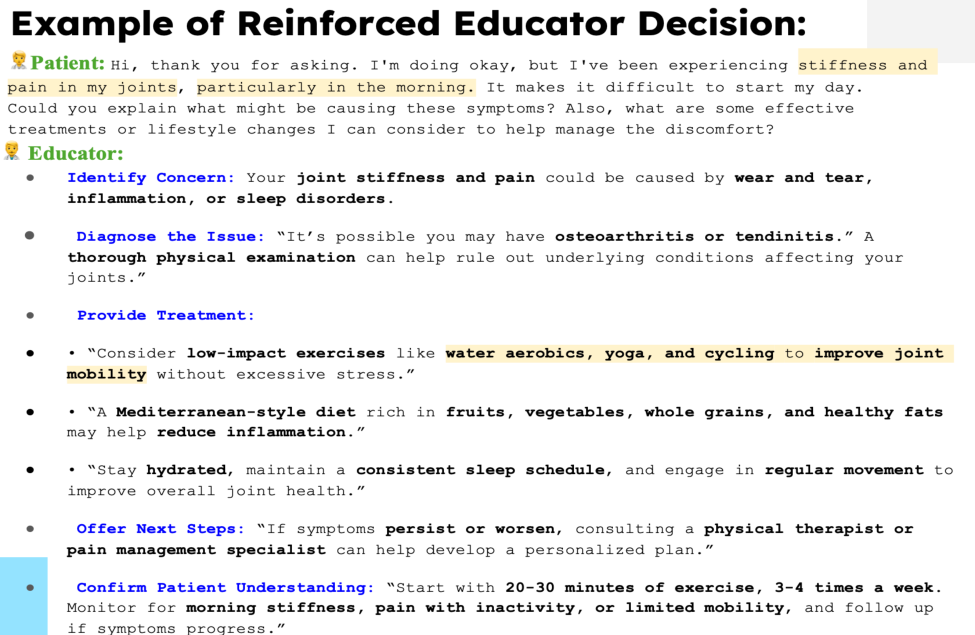 Example of Reinforced Educator Decision:
Patient: Hi, thank you for asking. I'm doing okay, but I've been experiencing stiffness and
pain in my joints, particularly in the morning. It makes it difficult to start my day.
Could you explain what might be causing these symptoms? Also, what are some effective
treatments or lifestyle changes I can consider to help manage the discomfort?
Educator:
● Identify Concern: Your joint stiffness and pain could be caused by wear and tear,
inflammation, or sleep disorders.
● Diagnose the Issue: “It’s possible you may have osteoarthritis or tendinitis.” A
thorough physical examination can help rule out underlying conditions affecting your
joints.”
● Provide Treatment:
● • “Consider low-impact exercises like water aerobics, yoga, and cycling to improve joint
mobility without excessive stress.”
● • “A Mediterranean-style diet rich in fruits, vegetables, whole grains, and healthy fats
may help reduce inflammation.”
● • “Stay hydrated, maintain a consistent sleep schedule, and engage in regular movement to
improve overall joint health.”
● Offer Next Steps: “If symptoms persist or worsen, consulting a physical therapist or
pain management specialist can help develop a personalized plan.”
● Confirm Patient Understanding: “Start with 20-30 minutes of exercise, 3-4 times a week.
Monitor for morning stiffness, pain with inactivity, or limited mobility, and follow up
if symptoms progress.”